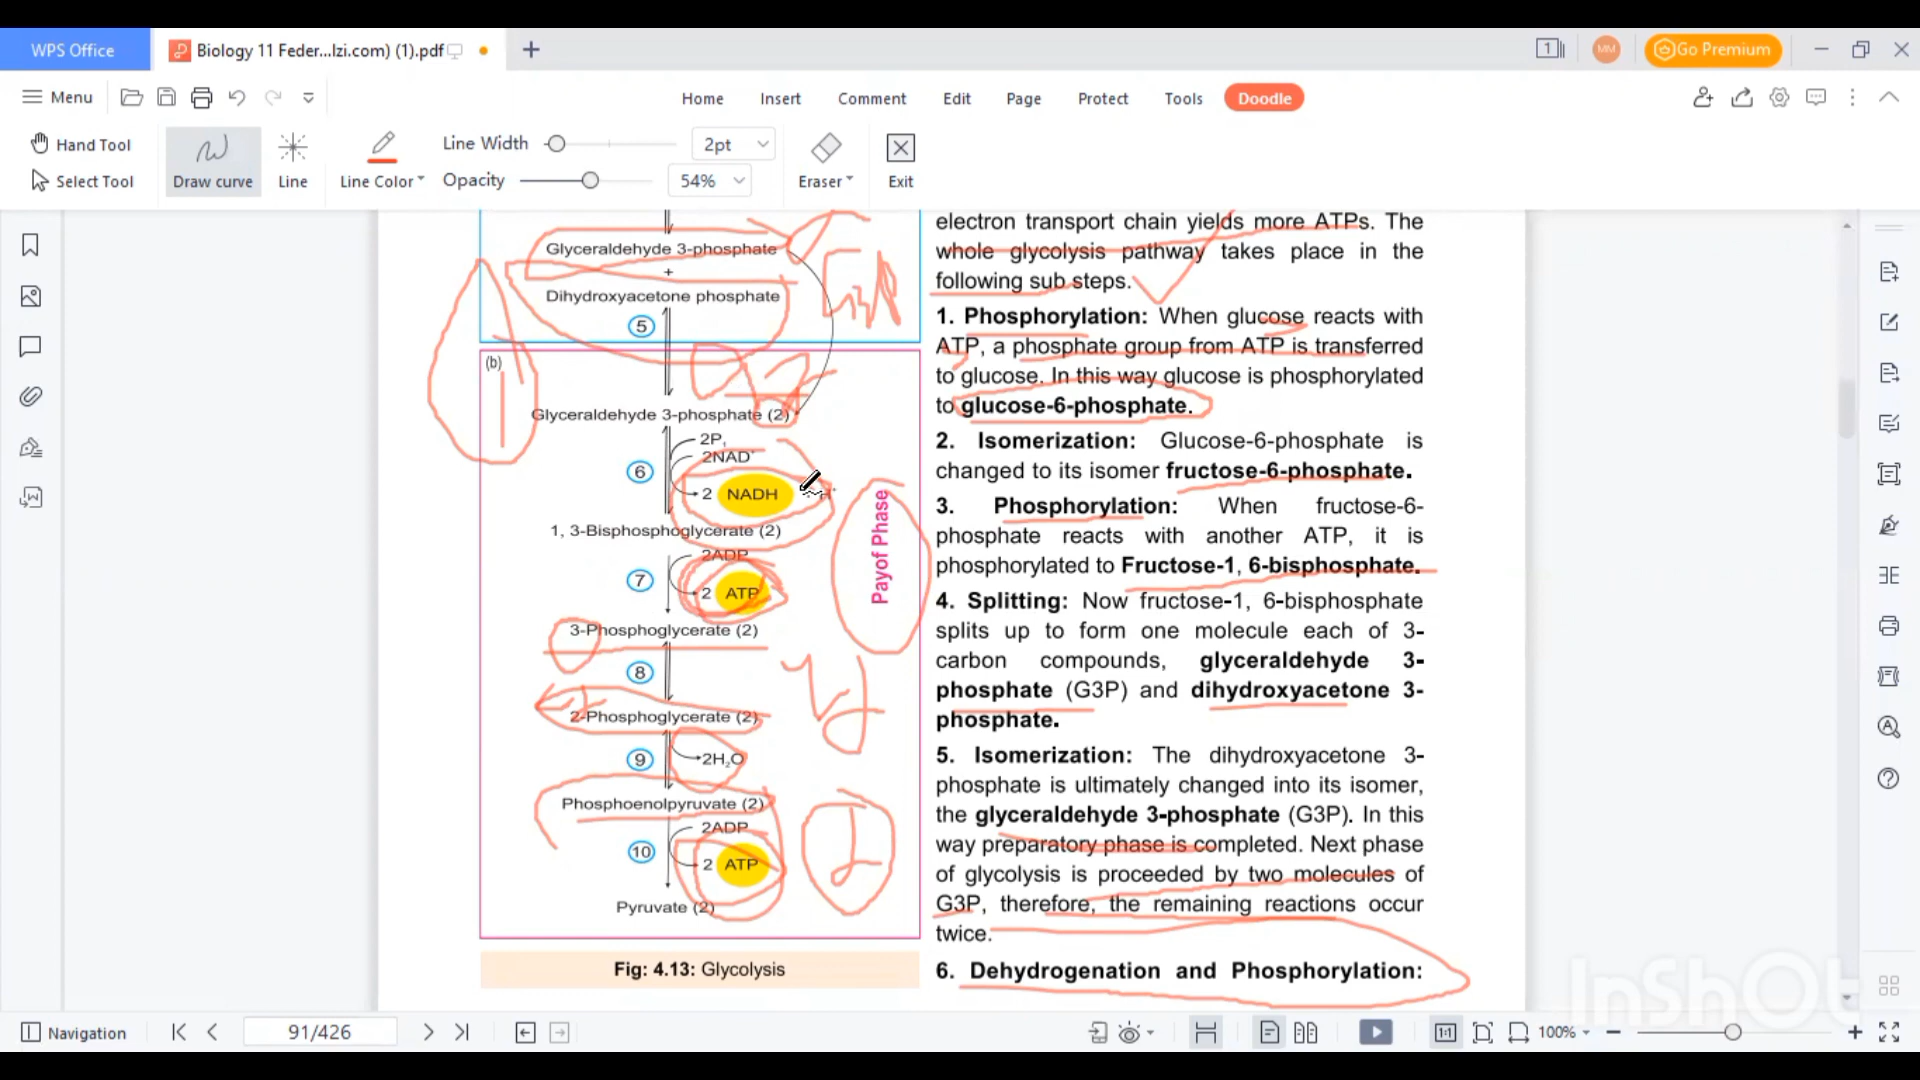 WPS Office
Biology 11 Feder...lzi.com) (1).pdf
1
MM
Go Premium
Menu
Home
Insert
Comment
Edit
Page
Protect
Tools
Doodle
Hand Tool
Select Tool
Draw curve
Line
Line Color
Line Width
2pt
Opacity
54%
Eraser
Exit
Glyceraldehyde 3-phosphate
+
Dihydroxyacetone phosphate
5
(b)
Glyceraldehyde 3-phosphate (2)
2P,
2NAD+
6
2 NADH
1, 3-Bisphosphoglycerate (2)
2ADP
7
2 ATP
3-Phosphoglycerate (2)
8
2-Phosphoglycerate (2)
9
2H₂O
Phosphoenolpyruvate (2)
2ADP
10
2 ATP
Pyruvate (2)
Payof Phase
Fig: 4.13: Glycolysis
electron transport chain yields more ATPs. The
whole glycolysis pathway takes place in the
following sub steps.
1. Phosphorylation: When glucose reacts with
ATP, a phosphate group from ATP is transferred
to glucose. In this way glucose is phosphorylated
to glucose-6-phosphate.
2. Isomerization: Glucose-6-phosphate is
changed to its isomer fructose-6-phosphate.
3. Phosphorylation: When fructose-6-
phosphate reacts with another ATP, it is
phosphorylated to Fructose-1, 6-bisphosphate.
4. Splitting: Now fructose-1, 6-bisphosphate
splits up to form one molecule each of 3-
carbon compounds, glyceraldehyde 3-
phosphate (G3P) and dihydroxyacetone 3-
phosphate.
5. Isomerization: The dihydroxyacetone 3-
phosphate is ultimately changed into its isomer,
the glyceraldehyde 3-phosphate (G3P). In this
way preparatory phase is completed. Next phase
of glycolysis is proceeded by two molecules of
G3P, therefore, the remaining reactions occur
twice.
6. Dehydrogenation and Phosphorylation:
InShOt
Navigation
91/426
1:1
100%